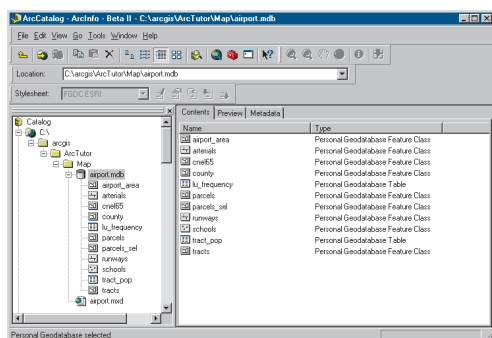 ArcCatalog - ArcInfo - Beta II - C:\arcgis\ArcTutor\Map\airport.mdb
File Edit View Go Tools Window Help
Location: C:\arcgis\ArcTutor\Map\airport.mdb
Stylesheet: FGDC ESRI
Contents Preview Metadata
Catalog
C:\
arcgis
ArcTutor
Map
airport.mdb
airport_area
arterials
cnel65
county
lu_frequency
parcels
parcels_sel
runways
schools
tract_pop
tracts
airport.mxd
Name Type
airport_area Personal Geodatabase Feature Class
arterials Personal Geodatabase Feature Class
cnel65 Personal Geodatabase Feature Class
county Personal Geodatabase Feature Class
lu_frequency Personal Geodatabase Table
parcels Personal Geodatabase Feature Class
parcels_sel Personal Geodatabase Feature Class
runways Personal Geodatabase Feature Class
schools Personal Geodatabase Feature Class
tract_pop Personal Geodatabase Table
tracts Personal Geodatabase Feature Class
Personal Geodatabase selected